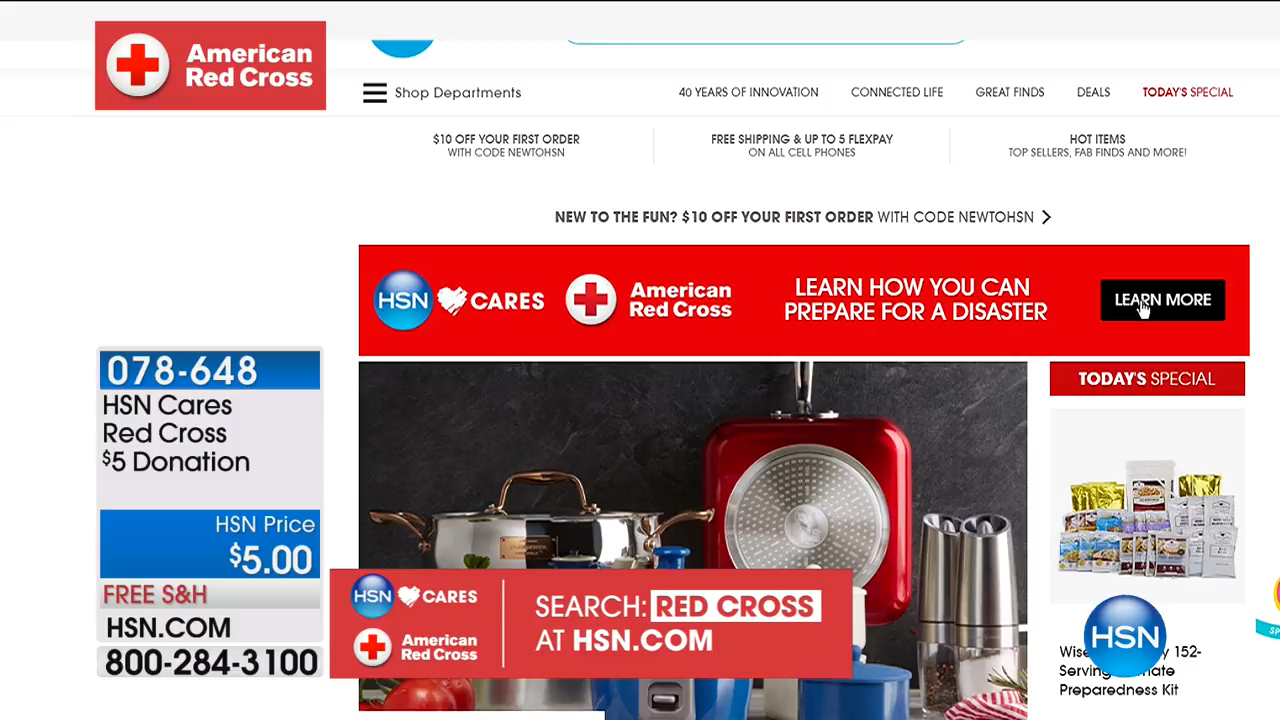 American
Red Cross
Shop Departments
40 YEARS OF INNOVATION
CONNECTED LIFE
GREAT FINDS
DEALS
TODAY'S SPECIAL
$10 OFF YOUR FIRST ORDER
WITH CODE NEWTOHSN
FREE SHIPPING & UP TO 5 FLEXPAY
ON ALL CELL PHONES
HOT ITEMS
TOP SELLERS, FAB FINDS AND MORE!
NEW TO THE FUN? $10 OFF YOUR FIRST ORDER WITH CODE NEWTOHSN
HSN CARES
American
Red Cross
LEARN HOW YOU CAN
PREPARE FOR A DISASTER
LEARN MORE
078-648
HSN Cares
Red Cross
$5 Donation
HSN Price
$5.00
FREE S&H
HSN.COM
800-284-3100
TODAY'S SPECIAL
HSN CARES
American
Red Cross
SEARCH: RED CROSS
AT HSN.COM
HSN
152-
Serving
Preparedness Kit